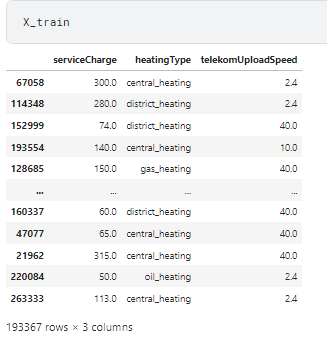 X_train
serviceCharge heatingType telekomUploadSpeed
67058 300.0 central_heating 2.4
114348 280.0 district_heating 2.4
152999 74.0 district_heating 40.0
193554 140.0 central_heating 10.0
128685 150.0 gas_heating 40.0
... ... ... ...
160337 60.0 district_heating 40.0
47077 65.0 central_heating 40.0
21962 315.0 central_heating 40.0
220084 50.0 oil_heating 2.4
263333 113.0 central_heating 2.4
193367 rows × 3 columns